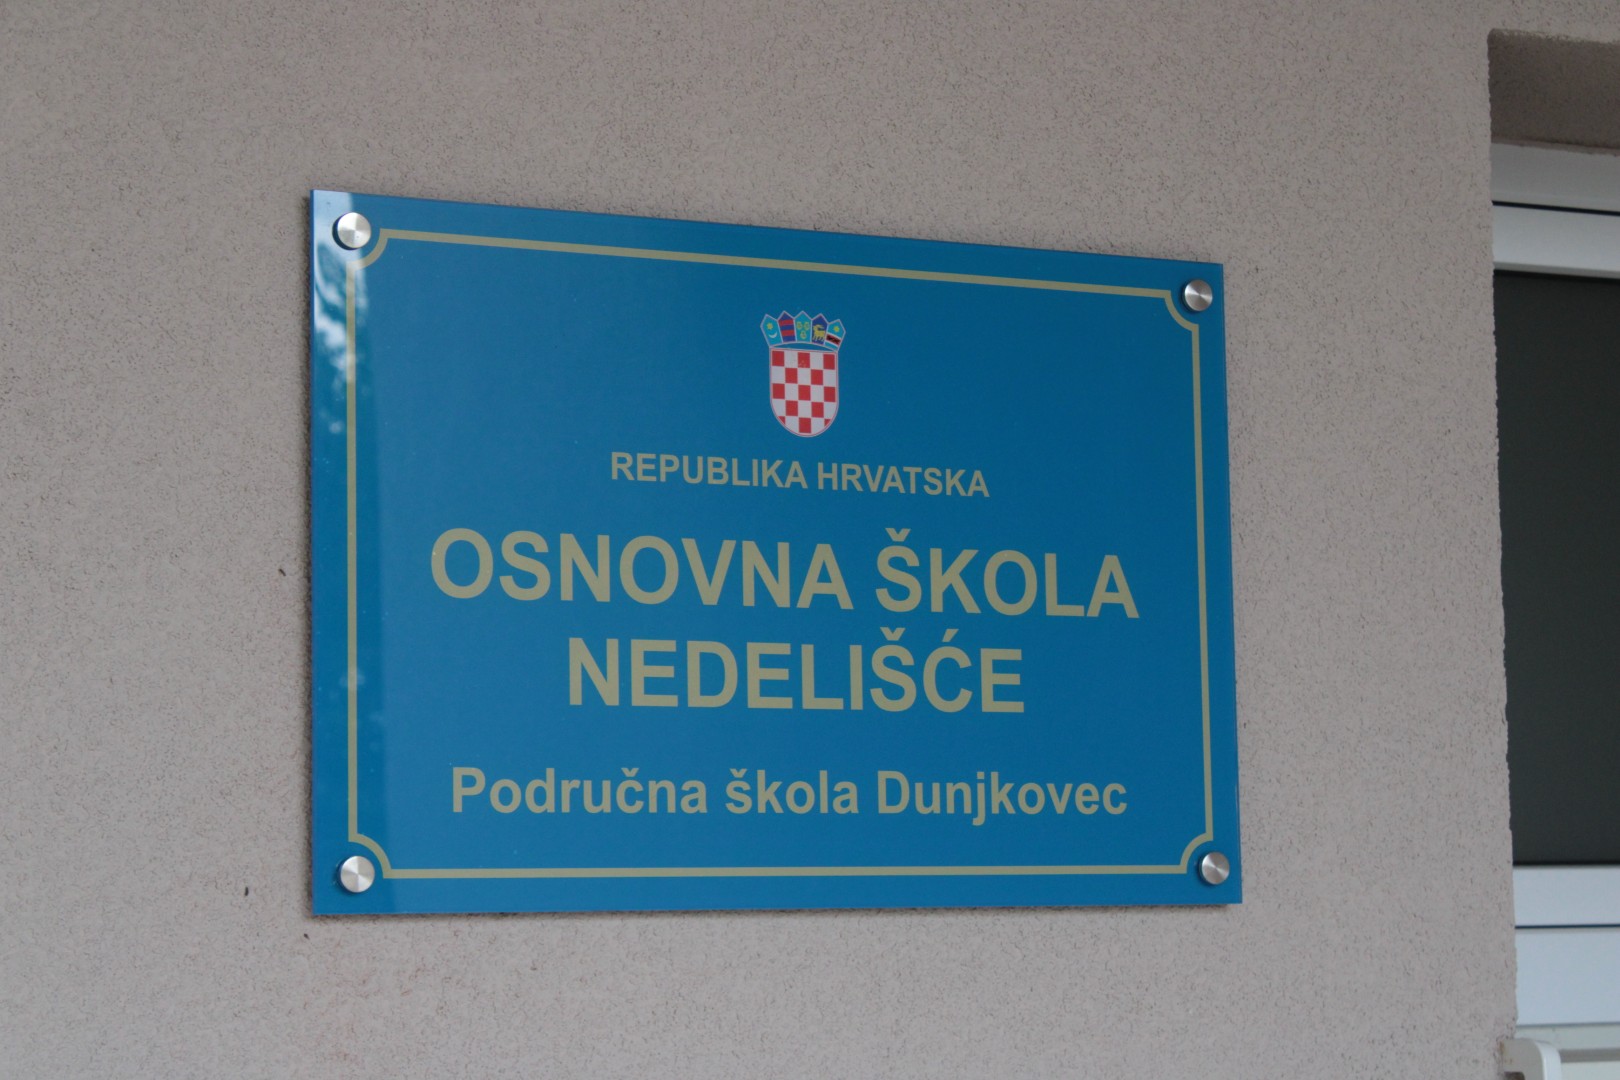 REPUBLIKA HRVATSKA
OSNOVNA ŠKOLA
NEDELIŠĆE
Područna škola Dunjkovec